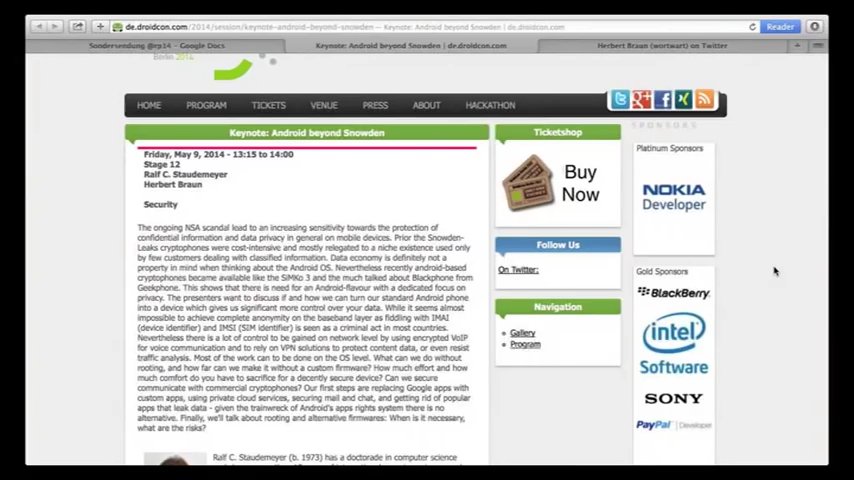 de.droidcon.com/2014/session/keynote-android-beyond-snowden — Keynote: Android beyond Snowden | de.droidcon.com
Reader
Sondersendung @rp14 - Google Docs
Keynote: Android beyond Snowden | de.droidcon.com
Herbert Braun (wortwart) on Twitter
Berlin 2014
HOME PROGRAM TICKETS VENUE PRESS ABOUT HACKATHON
SPONSORS
Keynote: Android beyond Snowden
Friday, May 9, 2014 - 13:15 to 14:00
Stage 12
Ralf C. Staudemeyer
Herbert Braun
Security
The ongoing NSA scandal lead to an increasing sensitivity towards the protection of
confidential information and data privacy in general on mobile devices. Prior the Snowden-
Leaks cryptophones were cost-intensive and mostly relegated to a niche existence used only
by few customers dealing with classified information. Data economy is definitely not a
property in mind when thinking about the Android OS. Nevertheless recently android-based
cryptophones became available like the SiMKo 3 and the much talked about Blackphone from
Geekphone. This shows that there is need for an Android-flavour with a dedicated focus on
privacy. The presenters want to discuss if and how we can turn our standard Android phone
into a device which gives us significant more control over your data. While it seems almost
impossible to achieve complete anonymity on the baseband layer as fiddling with IMAI
(device identifier) and IMSI (SIM identifier) is seen as a criminal act in most countries.
Nevertheless there is a lot of control to be gained on network level by using encrypted VoIP
for voice communication and to rely on VPN solutions to protect content data, or even resist
traffic analysis. Most of the work can to be done on the OS level. What can we do without
rooting, and how far can we make it without a custom firmware? How much effort and how
much comfort do you have to sacrifice for a decently secure device? Can we secure
communicate with commercial cryptophones? Our first steps are replacing Google apps with
custom apps, using private cloud services, securing mail and chat, and getting rid of popular
apps that leak data - given the trainwreck of Android's apps rights system there is no
alternative. Finally, we'll talk about rooting and alternative firmwares: When is it necessary,
what are the risks?
Ralf C. Staudemeyer (b. 1973) has a doctorade in computer science
Ticketshop
Buy
Now
Follow Us
On Twitter:
Navigation
Gallery
Program
Platinum Sponsors
NOKIA
Developer
Gold Sponsors
BlackBerry
intel
Software
SONY
PayPal Developer